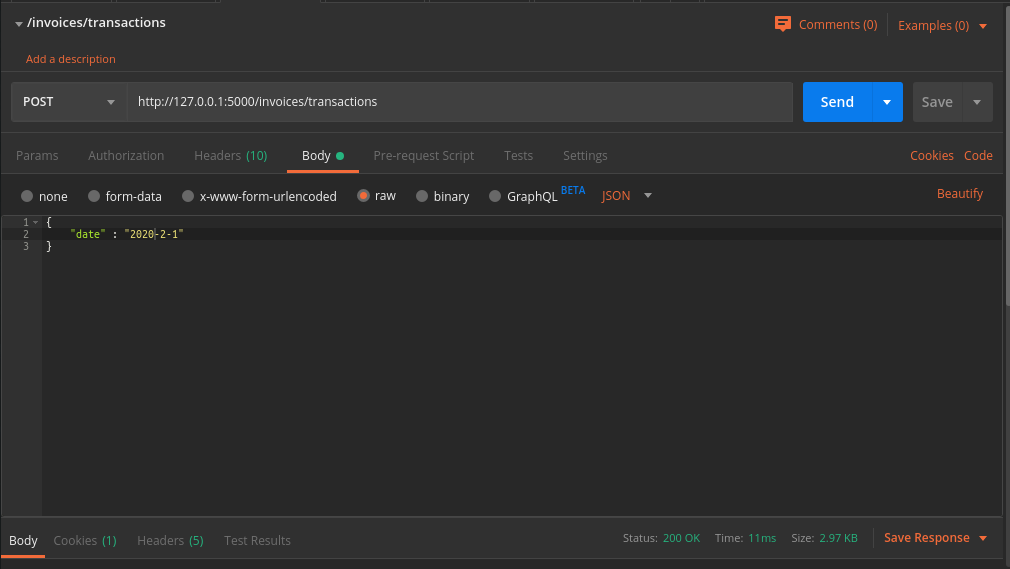 /invoices/transactions Comments (0) Examples (0)
Add a description
POST http://127.0.0.1:5000/invoices/transactions Send Save
Params Authorization Headers (10) Body Pre-request Script Tests Settings Cookies Code
none form-data x-www-form-urlencoded raw binary GraphQL BETA JSON Beautify
1 {
2 "date" : "2020-2-1"
3 }
Body Cookies (1) Headers (5) Test Results Status: 200 OK Time: 11ms Size: 2.97 KB Save Response